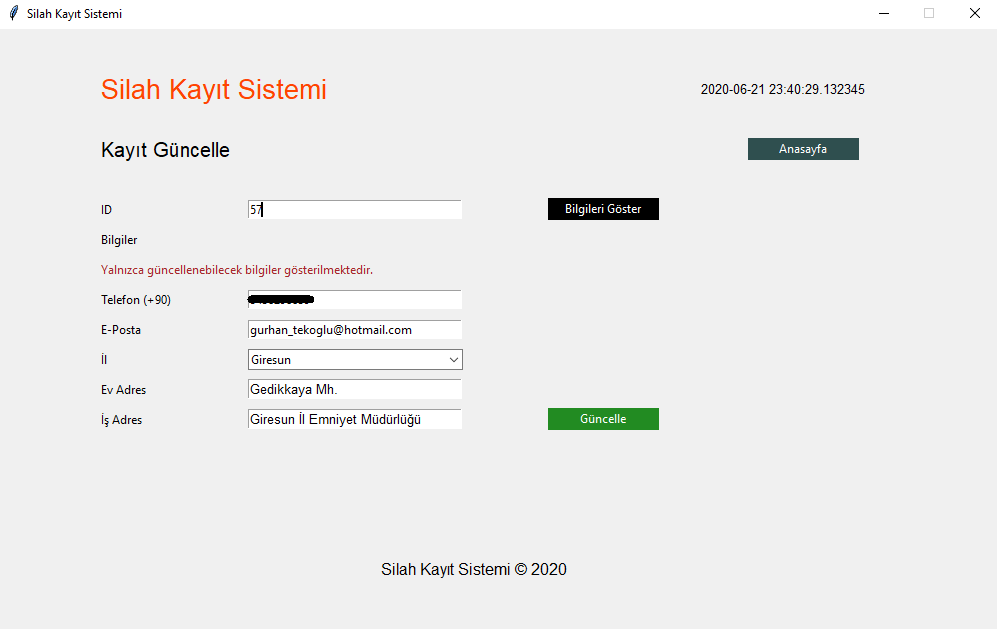 Silah Kayıt Sistemi
Silah Kayıt Sistemi
2020-06-21 23:40:29.132345
Kayıt Güncelle
Anasayfa
ID
57
Bilgileri Göster
Bilgiler
Yalnızca güncellenebilecek bilgiler gösterilmektedir.
Telefon (+90)
E-Posta
gurhan_tekoglu@hotmail.com
İl
Giresun
Ev Adres
Gedikkaya Mh.
İş Adres
Giresun İl Emniyet Müdürlüğü
Güncelle
Silah Kayıt Sistemi © 2020